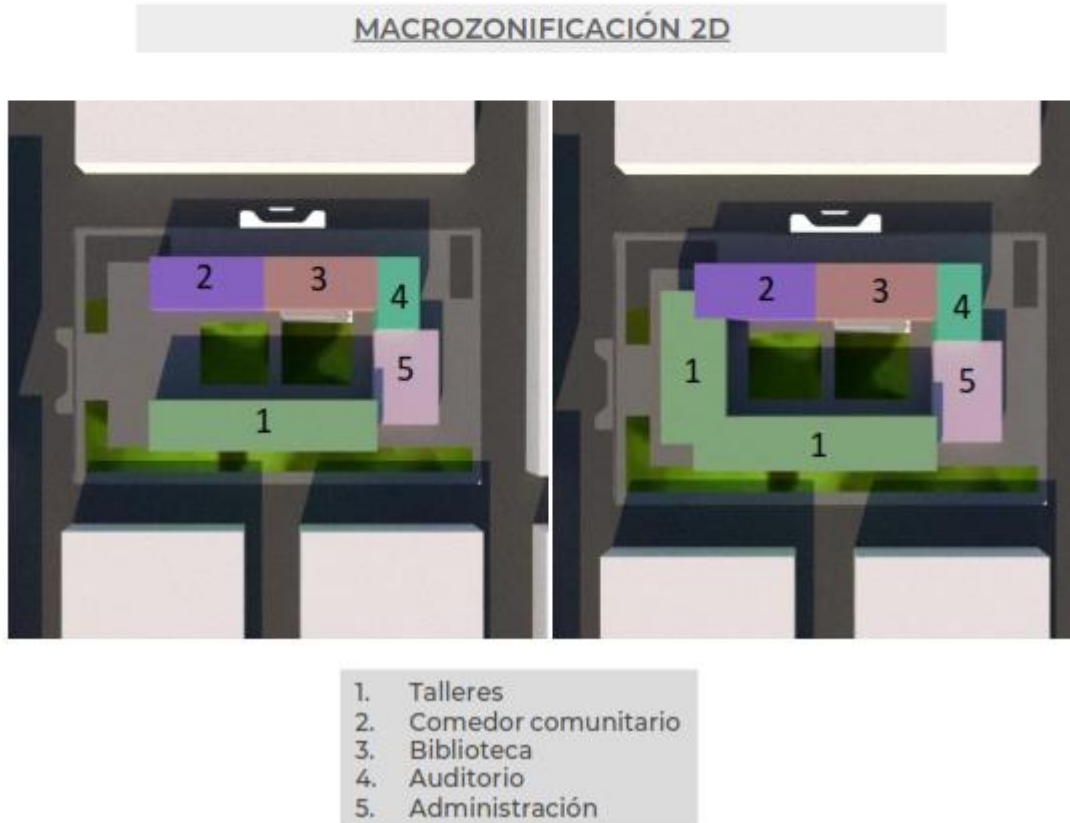 MACROZONIFICACIÓN 2D
2 3 4
5
1
2 3 4
1
5
1
1. Talleres
2. Comedor comunitario
3. Biblioteca
4. Auditorio
5. Administración